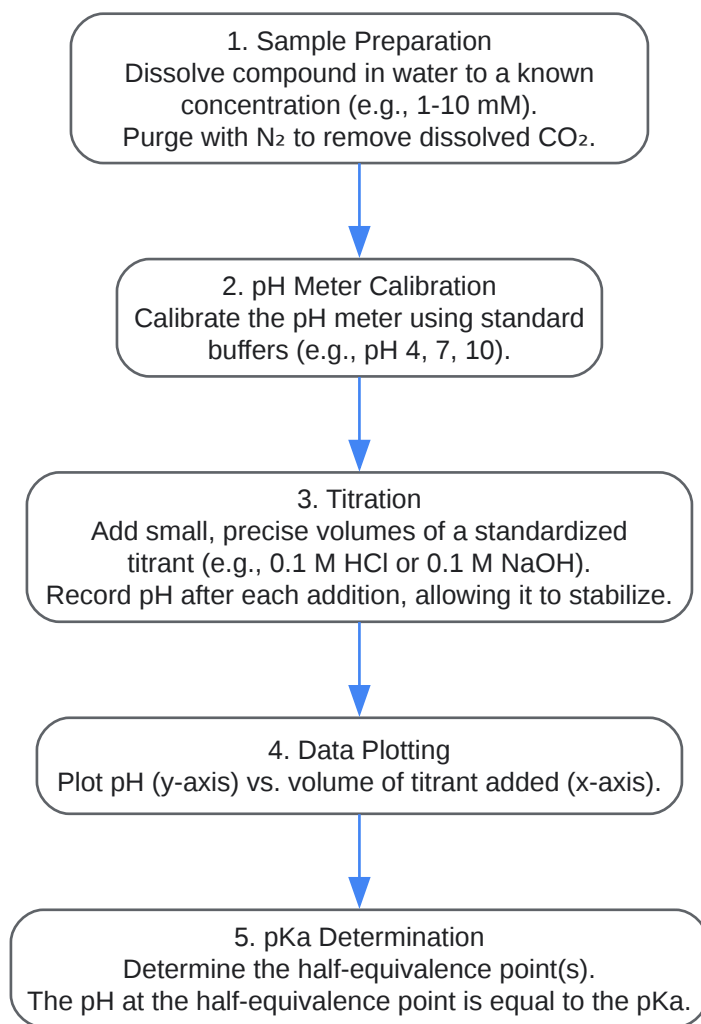 1. Sample Preparation
Dissolve compound in water to a known
concentration (e.g., 1-10 mM).
Purge with N₂ to remove dissolved CO₂.
2. pH Meter Calibration
Calibrate the pH meter using standard
buffers (e.g., pH 4, 7, 10).
3. Titration
Add small, precise volumes of a standardized
titrant (e.g., 0.1 M HCl or 0.1 M NaOH).
Record pH after each addition, allowing it to stabilize.
4. Data Plotting
Plot pH (y-axis) vs. volume of titrant added (x-axis).
5. pKa Determination
Determine the half-equivalence point(s).
The pH at the half-equivalence point is equal to the pKa.